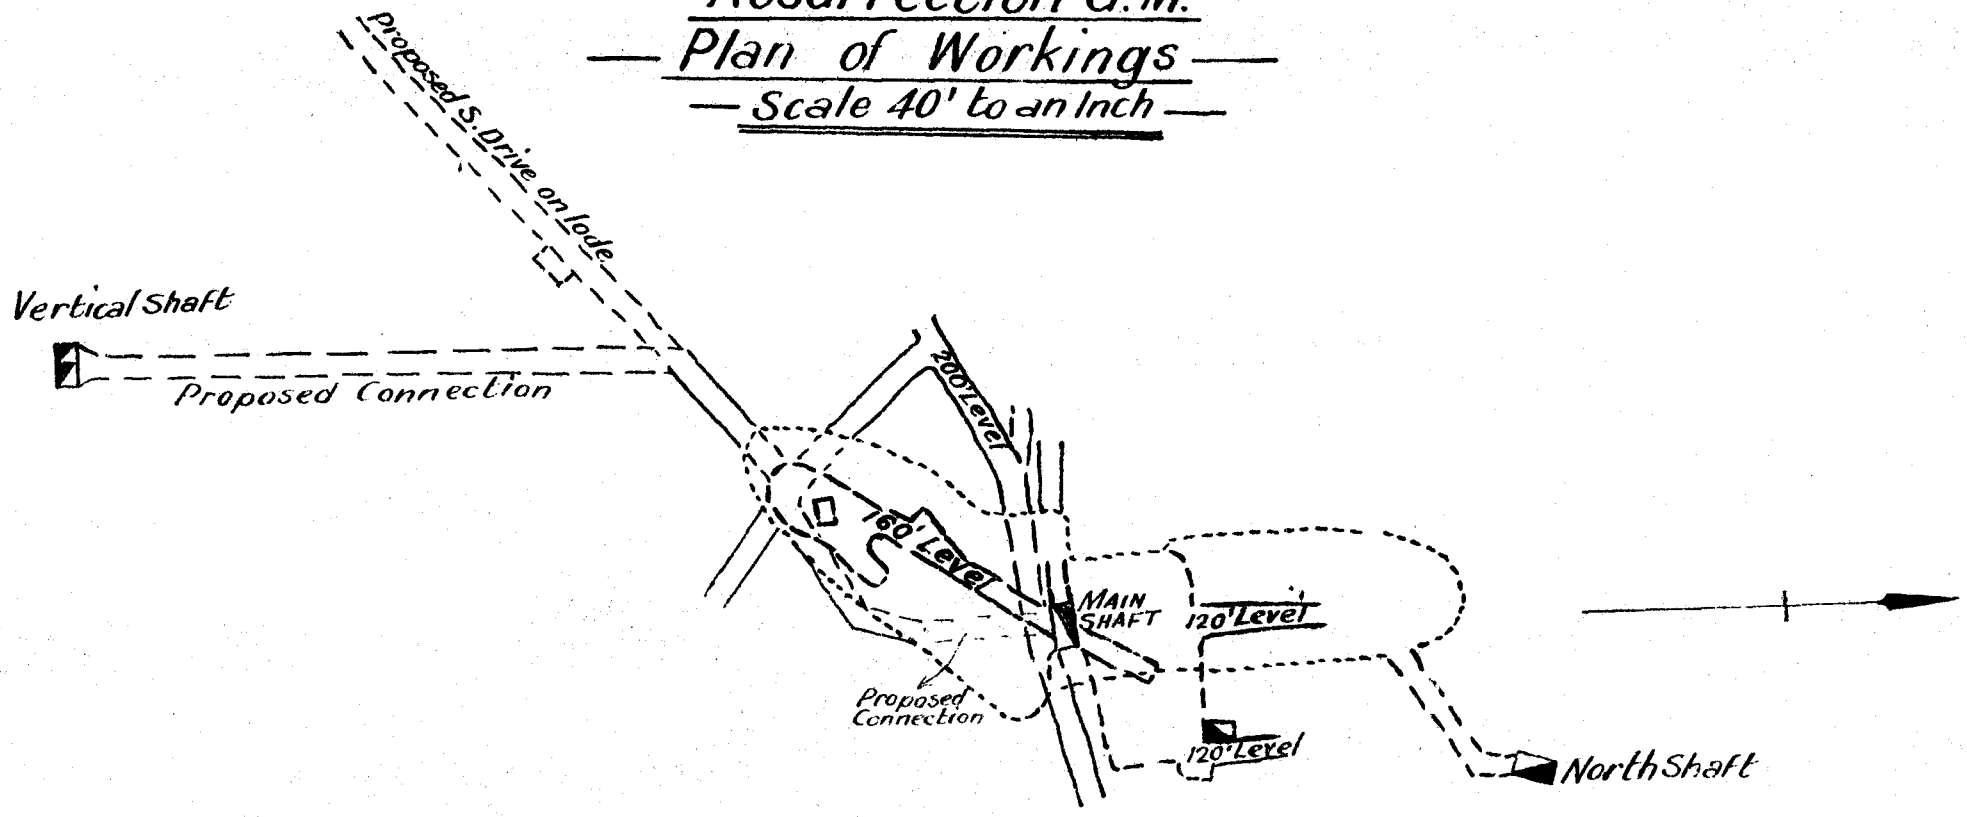 Resurrection G.M.
Plan of Workings
Scale 40' to an Inch
Proposed S. Drive on lode
Vertical Shaft
Proposed Connection
200' Level
160' Level
MAIN
SHAFT
120' Level
Proposed
Connection
120' Level
North Shaft